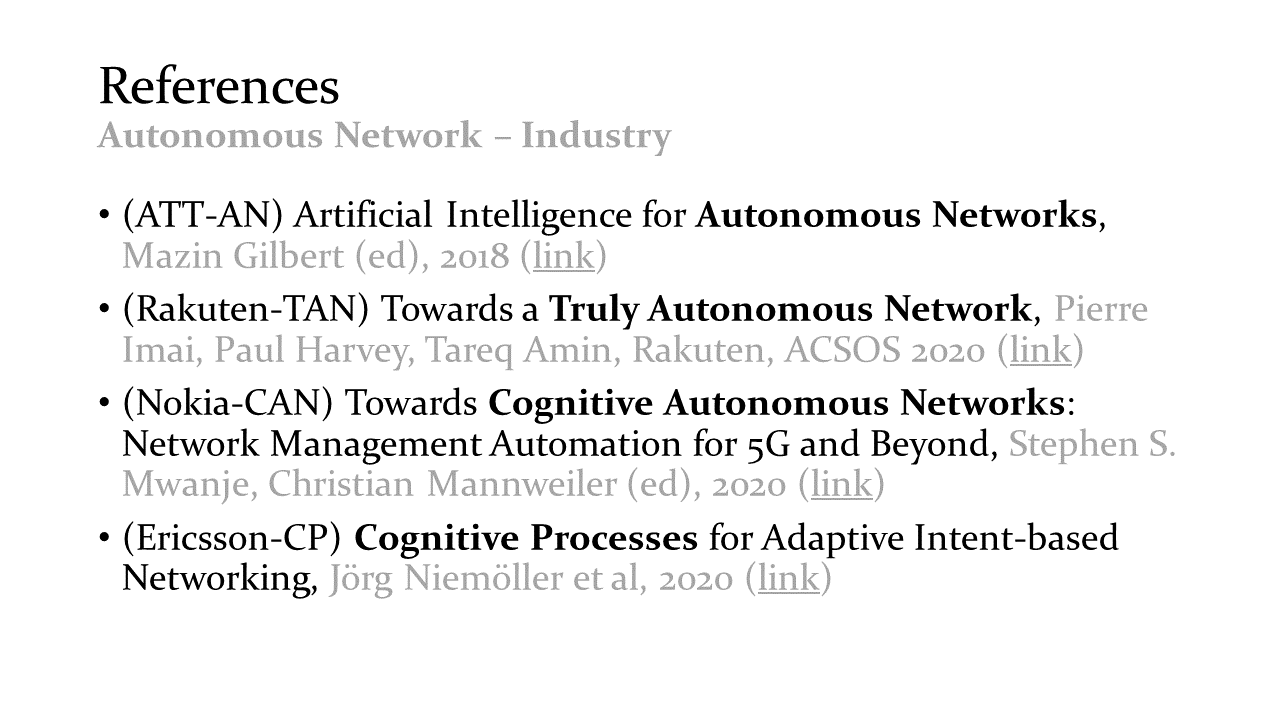 References
Autonomous Network – Industry
• (ATT-AN) Artificial Intelligence for Autonomous Networks,
Mazin Gilbert (ed), 2018 (link)
• (Rakuten-TAN) Towards a Truly Autonomous Network, Pierre
Imai, Paul Harvey, Tareq Amin, Rakuten, ACSOS 2020 (link)
• (Nokia-CAN) Towards Cognitive Autonomous Networks:
Network Management Automation for 5G and Beyond, Stephen S.
Mwanje, Christian Mannweiler (ed), 2020 (link)
• (Ericsson-CP) Cognitive Processes for Adaptive Intent-based
Networking, Jörg Niemöller et al, 2020 (link)